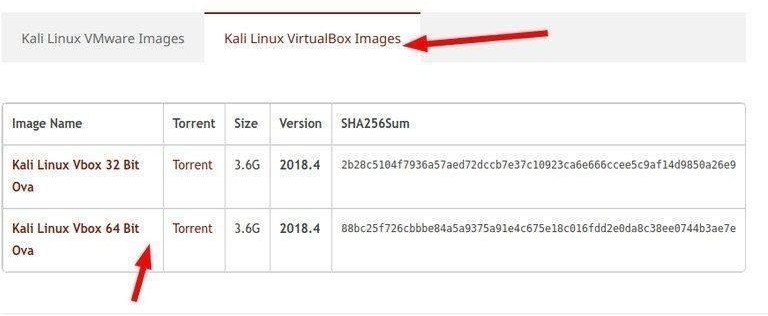 Kali Linux VMware Images
Kali Linux VirtualBox Images
Image Name Torrent Size Version SHA256Sum
Kali Linux Vbox 32 Bit Ova Torrent 3.6G 2018.4 2b28c5104f7936a57aed72dccb7e37c10923ca6e666ccee5c9af14d9850a26e9
Kali Linux Vbox 64 Bit Ova Torrent 3.6G 2018.4 88bc25f726cbbbe84a5a9375a91e4c675e18c016fdd2e0da8c38ee0744b3ae7e